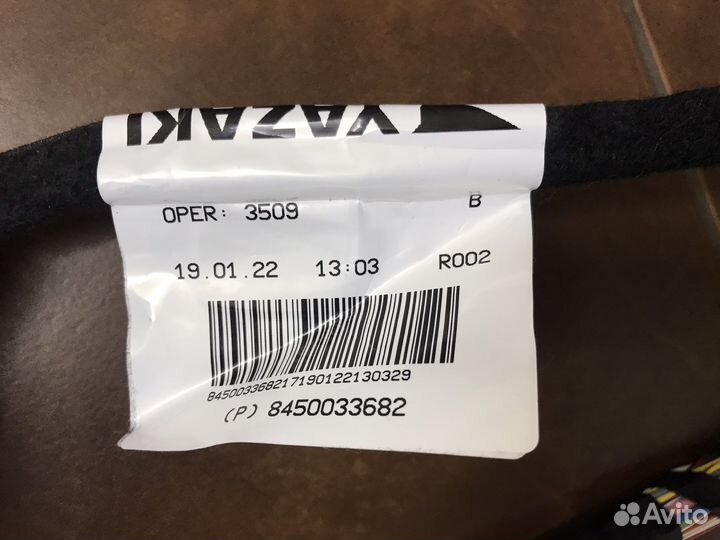 YAZAKI
OPER: 3509 B
19.01.22 13:03 R002
8450033682171901221303​29
(P) 8450033682
Avito